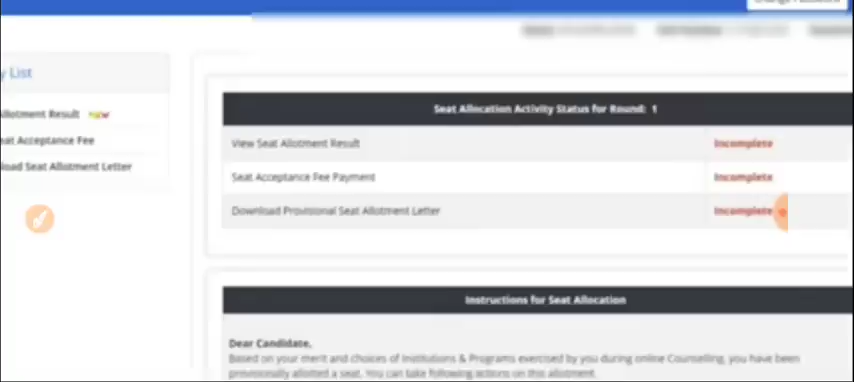 Change Password
y List
Allotment Result new
eat Acceptance Fee
load Seat Allotment Letter
Seat Allocation Activity Status for Round: 1
View Seat Allotment Result Incomplete
Seat Acceptance Fee Payment Incomplete
Download Provisional Seat Allotment Letter Incomplete
Instructions for Seat Allocation
Dear Candidate,
Based on your merit and choices of Institutions & Programs exercised by you during online Counselling, you have been
provisionally allotted a seat. You can take following actions on this allotment.